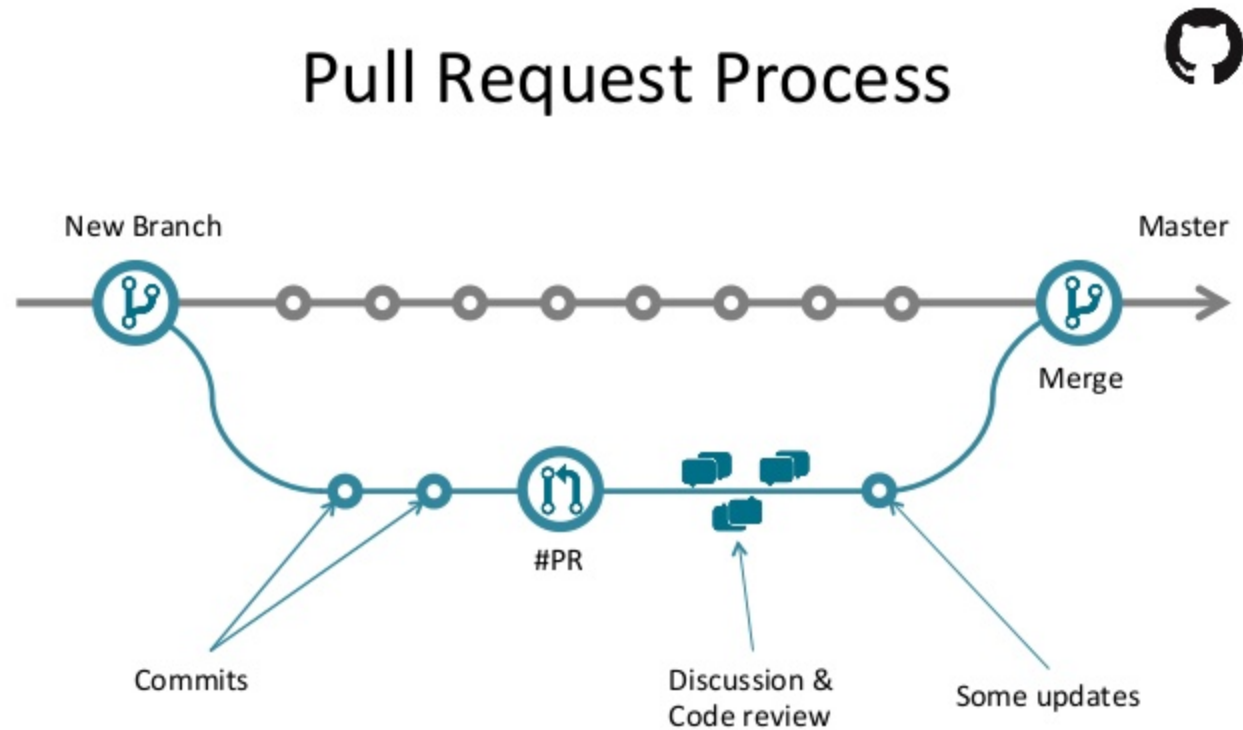 Pull Request Process
New Branch
Master
Merge
#PR
Commits
Discussion &
Code review
Some updates